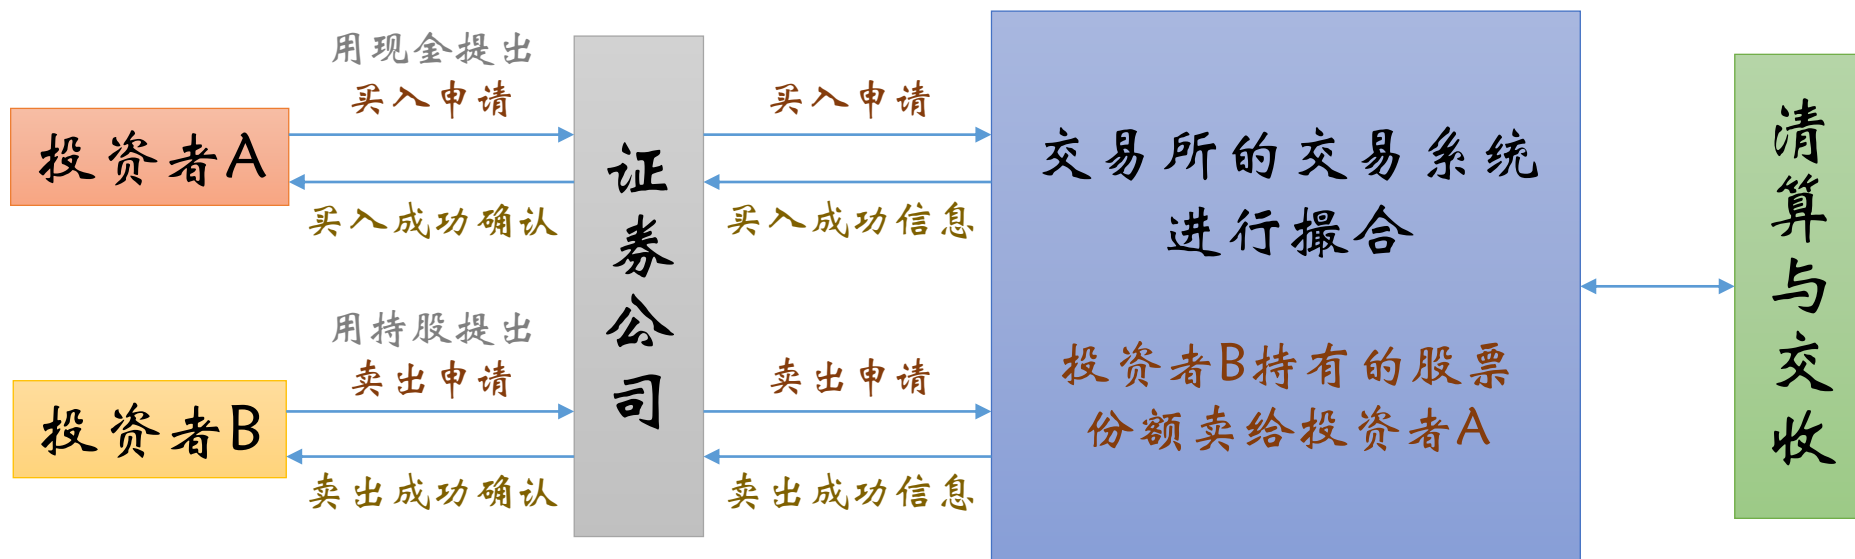 用现金提出
买入申请
投资者A
买入成功确认
用持股提出
卖出申请
投资者B
卖出成功确认
证券公司
买入申请
买入成功信息
卖出申请
卖出成功信息
交易所的交易系统
进行撮合
投资者B持有的股票
份额卖给投资者A
清算与交收